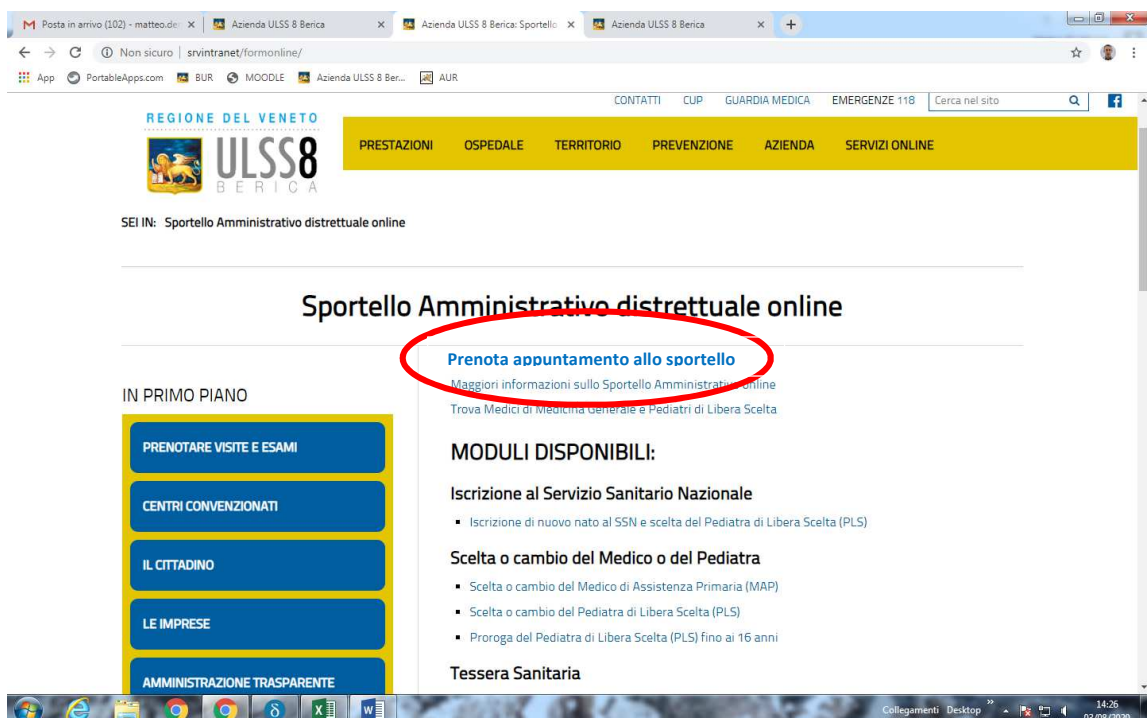 Posta in arrivo (102) - matteo.de
Azienda ULSS 8 Berica
Azienda ULSS 8 Berica: Sportello
Azienda ULSS 8 Berica
Non sicuro | srvintranet/formonline/
App PortableApps.com BUR MOODLE Azienda ULSS 8 Ber... AUR
CONTATTI CUP GUARDIA MEDICA EMERGENZE 118 Cerca nel sito
REGIONE DEL VENETO
ULSS8
BERICA
PRESTAZIONI OSPEDALE TERRITORIO PREVENZIONE AZIENDA SERVIZI ONLINE
SEI IN: Sportello Amministrativo distrettuale online
Sportello Amministrativo distrettuale online
Prenota appuntamento allo sportello
Maggiori informazioni sullo Sportello Amministrativo online
Trova Medici di Medicina Generale e Pediatri di Libera Scelta
IN PRIMO PIANO
PRENOTARE VISITE E ESAMI
CENTRI CONVENZIONATI
IL CITTADINO
LE IMPRESE
AMMINISTRAZIONE TRASPARENTE
MODULI DISPONIBILI:
Iscrizione al Servizio Sanitario Nazionale
Iscrizione di nuovo nato al SSN e scelta del Pediatra di Libera Scelta (PLS)
Scelta o cambio del Medico o del Pediatra
Scelta o cambio del Medico di Assistenza Primaria (MAP)
Scelta o cambio del Pediatra di Libera Scelta (PLS)
Proroga del Pediatra di Libera Scelta (PLS) fino ai 16 anni
Tessera Sanitaria
Collegamenti Desktop
14:26